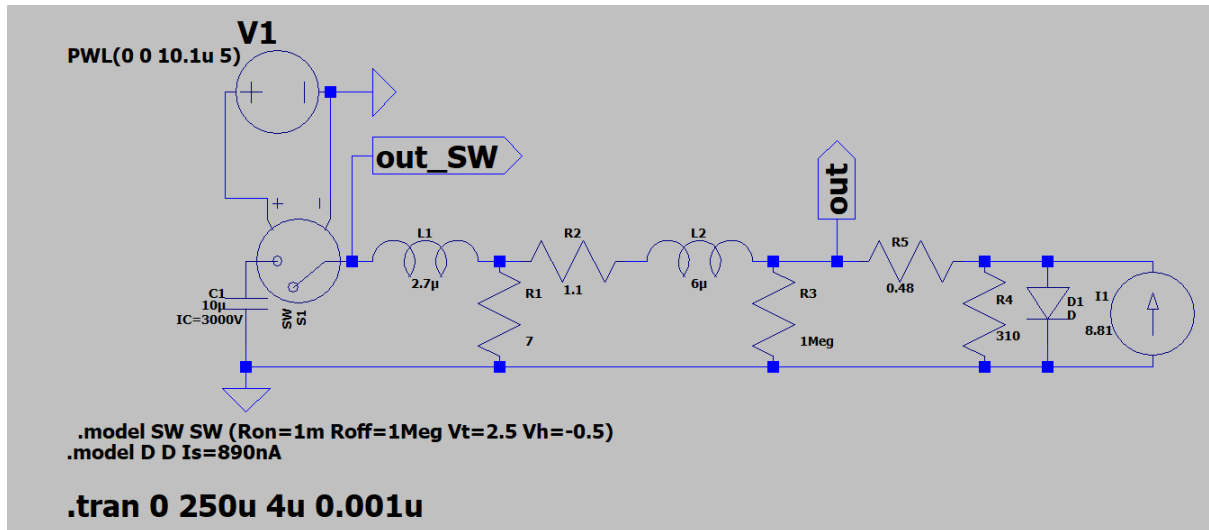 V1
PWL(0 0 10.1u 5)
+
−
out_SW
+
−
out
L1
2.7µ
R2
1.1
L2
6µ
R5
0.48
C1
10µ
IC=3000V
SW
S1
R1
7
R3
1Meg
R4
310
D1
D
I1
8.81
.model SW SW (Ron=1m Roff=1Meg Vt=2.5 Vh=-0.5)
.model D D Is=890nA
.tran 0 250u 4u 0.001u